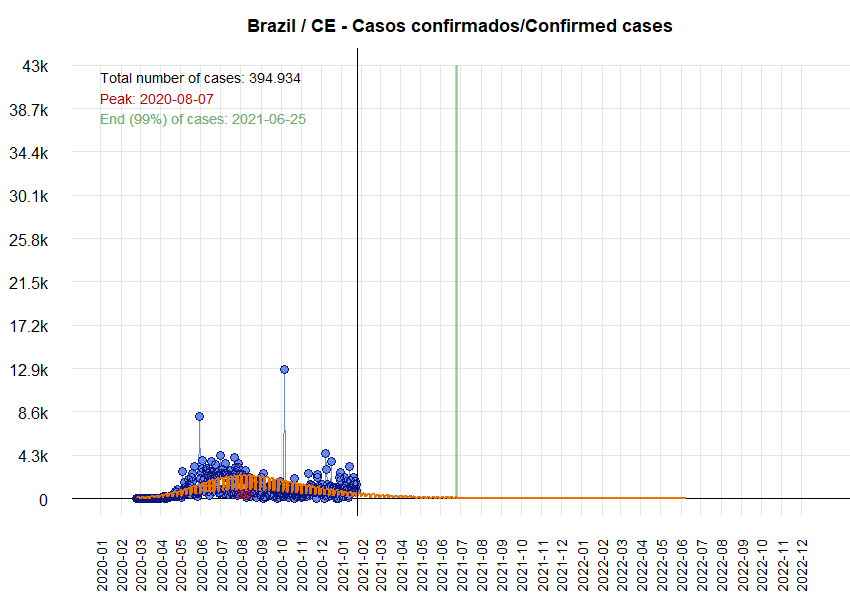 Brazil / CE - Casos confirmados/Confirmed cases
43k
Total number of cases: 394.934
Peak: 2020-08-07
End (99%) of cases: 2021-06-25
38.7k
34.4k
30.1k
25.8k
21.5k
17.2k
12.9k
8.6k
4.3k
0
2020-01
2020-02
2020-03
2020-04
2020-05
2020-06
2020-07
2020-08
2020-09
2020-10
2020-11
2020-12
2021-01
2021-02
2021-03
2021-04
2021-05
2021-06
2021-07
2021-08
2021-09
2021-10
2021-11
2021-12
2022-01
2022-02
2022-03
2022-04
2022-05
2022-06
2022-07
2022-08
2022-09
2022-10
2022-11
2022-12